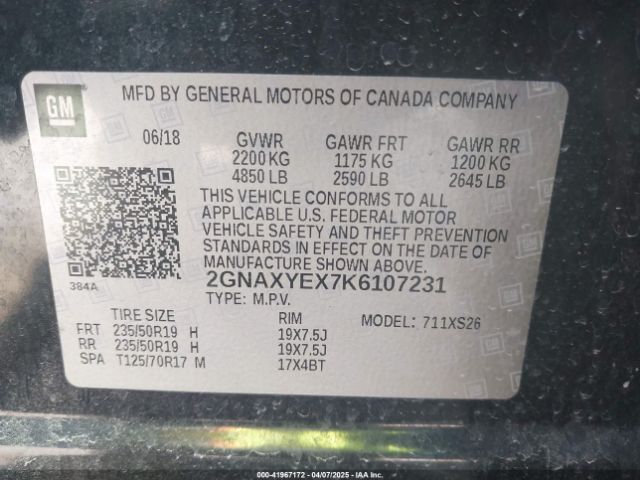 GM
MFD BY GENERAL MOTORS OF CANADA COMPANY
06/18 GVWR GAWR FRT GAWR RR
2200 KG 1175 KG 1200 KG
4850 LB 2590 LB 2645 LB
THIS VEHICLE CONFORMS TO ALL
APPLICABLE U.S. FEDERAL MOTOR
VEHICLE SAFETY AND THEFT PREVENTION
STANDARDS IN EFFECT ON THE DATE OF
MANUFACTURE SHOWN ABOVE.
384A 2GNAXYEX7K6107231
TYPE: M.P.V.
TIRE SIZE RIM MODEL: 711XS26
FRT 235/50R19 H 19X7.5J
RR 235/50R19 H 19X7.5J
SPA T125/70R17 M 17X4BT
000-41967172 - 04/07/2025 - IAA Inc.